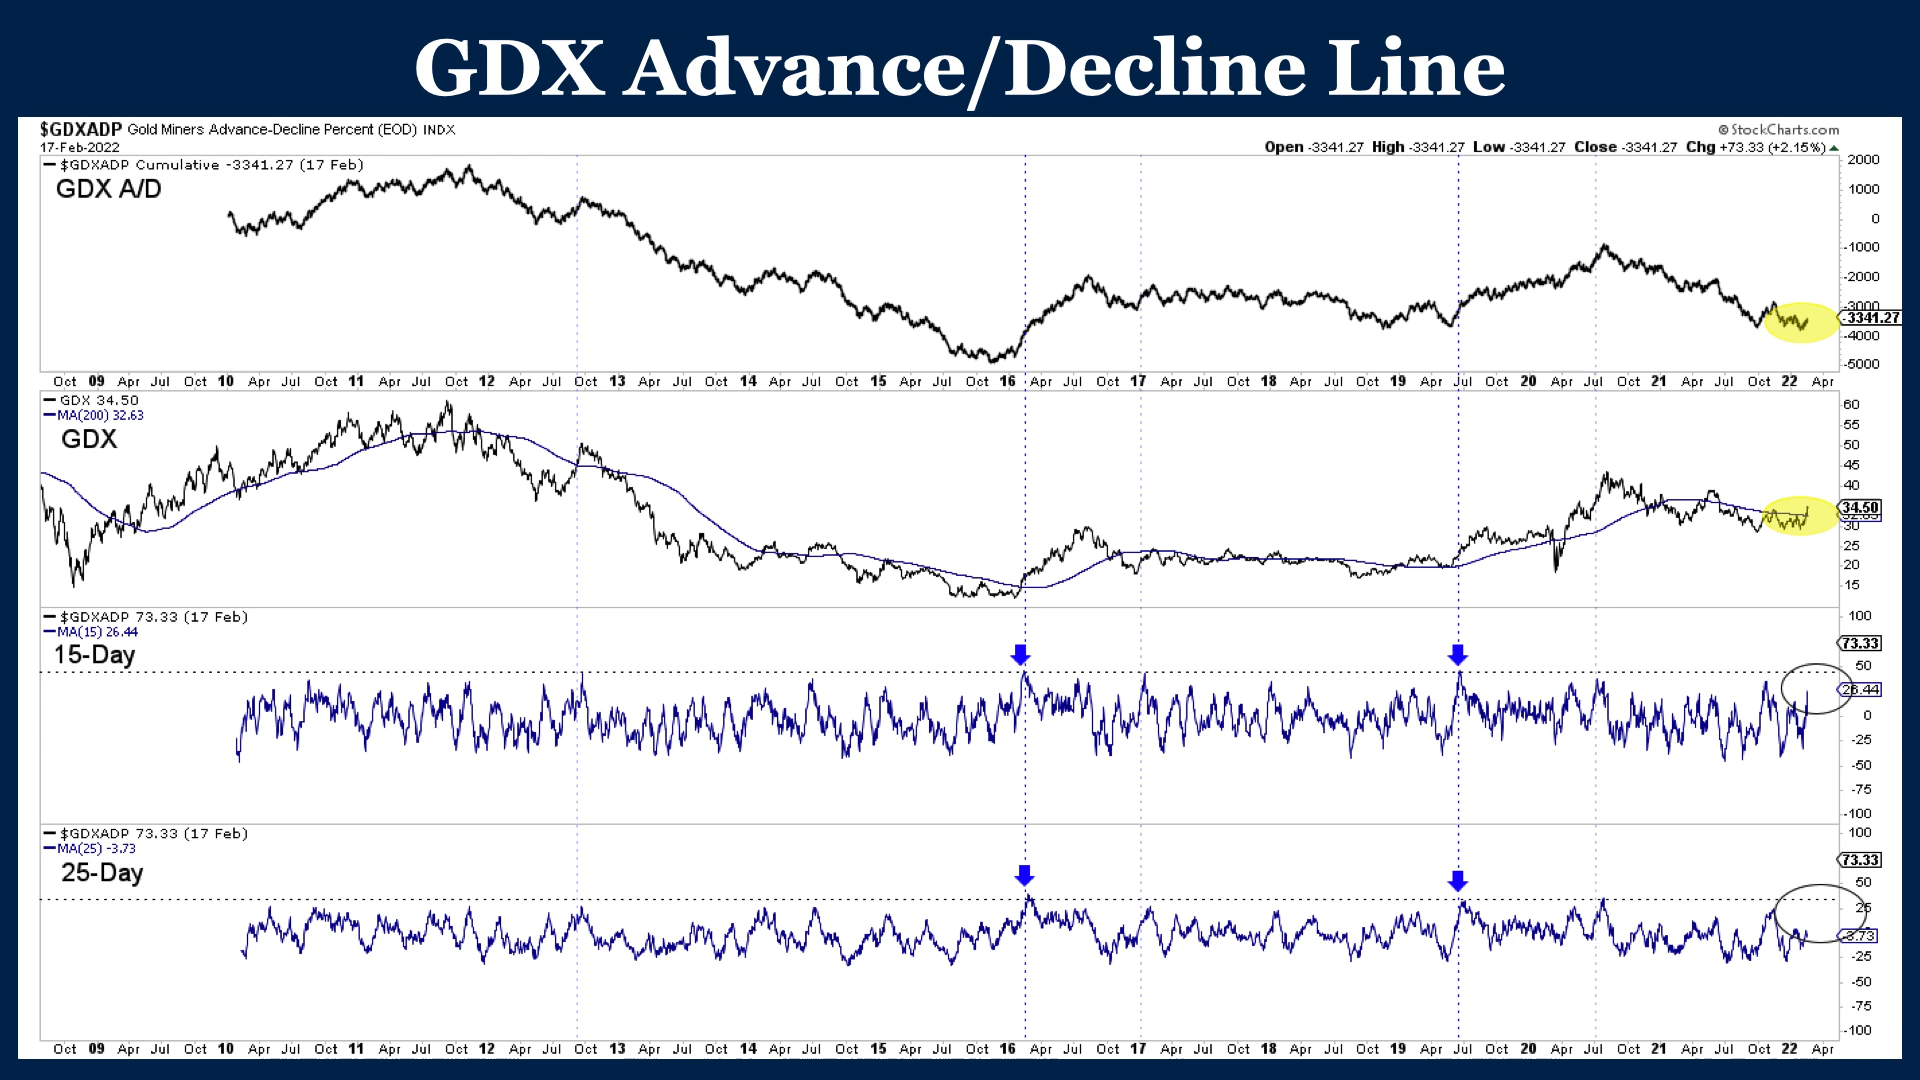 GDX Advance/Decline Line
$GDXADP Gold Miners Advance-Decline Percent (EOD) INDX
© StockCharts.com
17-Feb-2022
Open -3341.27 High -3341.27 Low -3341.27 Close -3341.27 Chg +73.33 (+2.15%)
$GDXADP Cumulative -3341.27 (17 Feb)
GDX A/D
2000
1000
0
-1000
-2000
-3000
-3341.27
-4000
-5000
Oct 09 Apr Jul Oct 10 Apr Jul Oct 11 Apr Jul Oct 12 Apr Jul Oct 13 Apr Jul Oct 14 Apr Jul Oct 15 Apr Jul Oct 16 Apr Jul Oct 17 Apr Jul Oct 18 Apr Jul Oct 19 Apr Jul Oct 20 Apr Jul Oct 21 Apr Jul Oct 22 Apr
GDX 34.50
MA(200) 32.63
GDX
60
55
50
45
40
34.50
30
25
20
15
$GDXADP 73.33 (17 Feb)
MA(15) 26.44
15-Day
100
73.33
50
26.44
0
-25
-50
-75
-100
$GDXADP 73.33 (17 Feb)
MA(25) -3.73
25-Day
100
73.33
50
25
-3.73
-25
-50
-75
-100
Oct 09 Apr Jul Oct 10 Apr Jul Oct 11 Apr Jul Oct 12 Apr Jul Oct 13 Apr Jul Oct 14 Apr Jul Oct 15 Apr Jul Oct 16 Apr Jul Oct 17 Apr Jul Oct 18 Apr Jul Oct 19 Apr Jul Oct 20 Apr Jul Oct 21 Apr Jul Oct 22 Apr